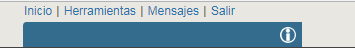 Inicio | Herramientas | Mensajes | Salir